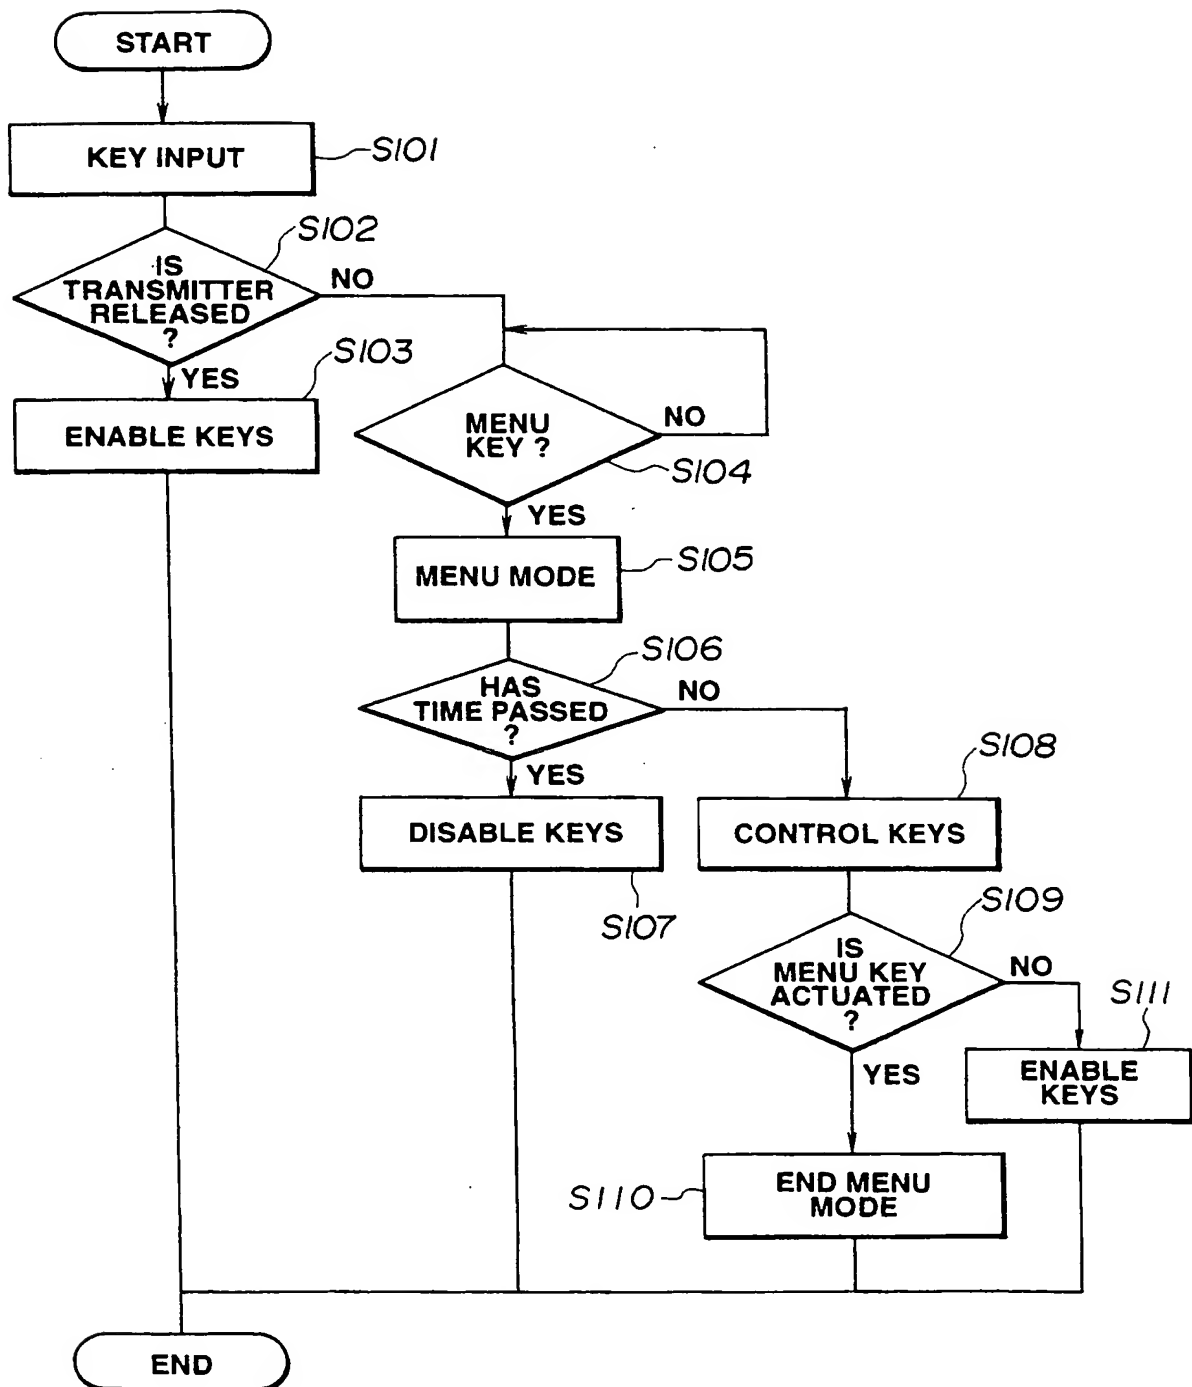 START
KEY INPUT
S101
S102
IS
TRANSMITTER
RELEASED
?
NO
YES
S103
ENABLE KEYS
MENU
KEY ?
NO
S104
YES
MENU MODE
S105
S106
HAS
TIME PASSED
?
NO
YES
DISABLE KEYS
S107
S108
CONTROL KEYS
S109
IS
MENU KEY
ACTUATED
?
NO
YES
S111
ENABLE
KEYS
S110
END MENU
MODE
END